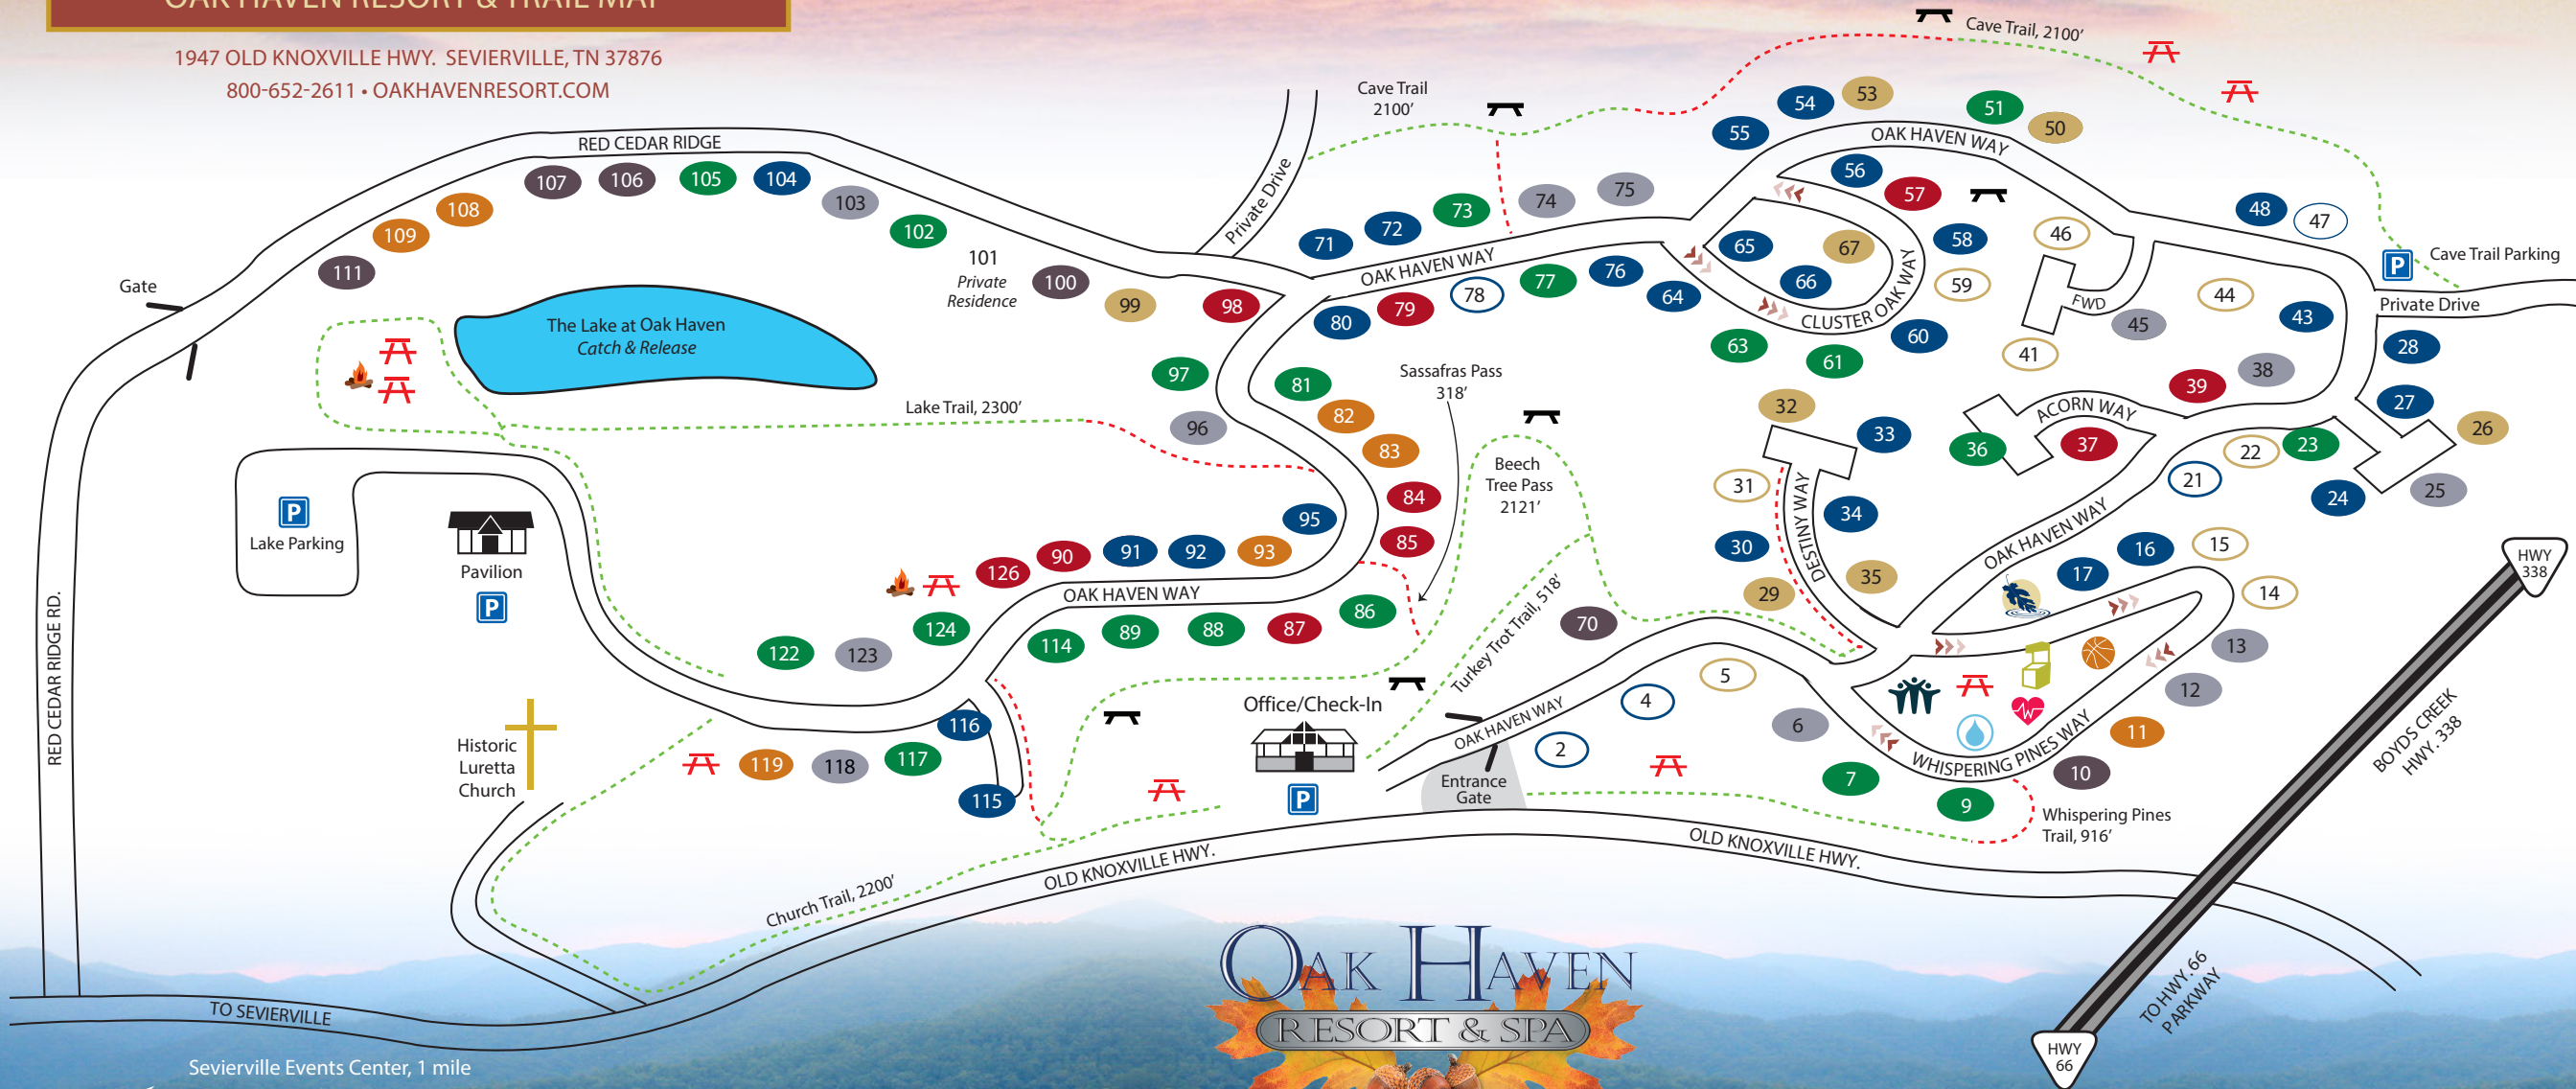 OAK HAVEN RESORT & TRAIL MAP
1947 OLD KNOXVILLE HWY.  SEVIERVILLE, TN 37876
800-652-2611 • OAKHAVENRESORT.COM
Cave Trail, 2100'
Cave Trail
2100'
RED CEDAR RIDGE
Private Drive
OAK HAVEN WAY
53
54
55
51
50
56
57
58
59
60
61
63
64
65
66
67
CLUSTER OAK WAY
107
106
105
104
103
102
108
109
111
Gate
101
Private
Residence
100
99
98
71
72
73
74
75
OAK HAVEN WAY
76
77
78
79
80
46
48
47
FWD
45
44
43
41
P
Cave Trail Parking
Private Drive
28
27
26
25
24
23
22
21
38
39
ACORN WAY
36
37
The Lake at Oak Haven
Catch & Release
Lake Trail, 2300'
97
96
81
82
83
84
85
Sassafras Pass
318'
Beech
Tree Pass
2121'
32
33
31
34
30
35
29
DESTINY WAY
OAK HAVEN WAY
17
16
15
14
13
12
11
10
9
7
6
WHISPERING PINES WAY
Whispering Pines
Trail, 916'
P
Lake Parking
Pavilion
P
95
93
92
91
90
126
OAK HAVEN WAY
86
87
88
89
114
124
123
122
Turkey Trot Trail, 518'
70
5
4
2
OAK HAVEN WAY
Entrance
Gate
Office/Check-In
P
116
115
117
118
119
Historic
Luretta
Church
RED CEDAR RIDGE RD.
Church Trail, 2200'
OLD KNOXVILLE HWY.
OLD KNOXVILLE HWY.
HWY
338
BOYDS CREEK
HWY. 338
TO HWY. 66
PARKWAY
HWY
66
TO SEVIERVILLE
Sevierville Events Center, 1 mile
OAK HAVEN
RESORT & SPA